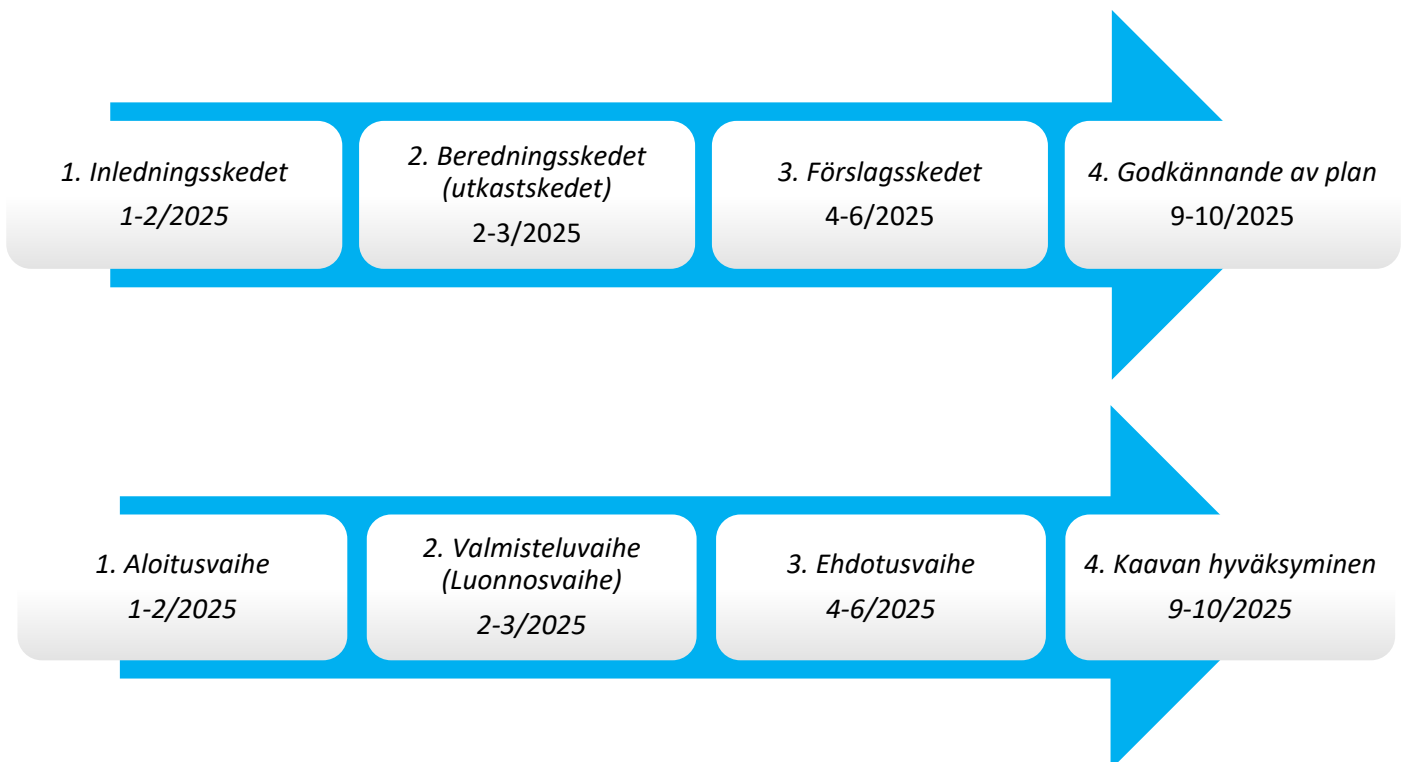 1. Inledningsskedet
1-2/2025
2. Beredningsskedet
(utkastskedet)
2-3/2025
3. Förslagsskedet
4-6/2025
4. Godkännande av plan
9-10/2025
1. Aloitusvaihe
1-2/2025
2. Valmisteluvaihe
(Luonnosvaihe)
2-3/2025
3. Ehdotusvaihe
4-6/2025
4. Kaavan hyväksyminen
9-10/2025